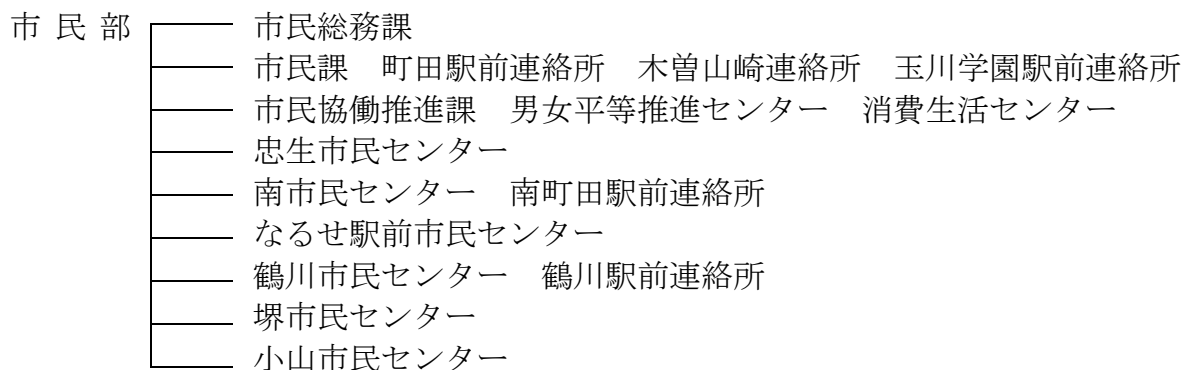 市民部 市民総務課
市民課 町田駅前連絡所 木曽山崎連絡所 玉川学園駅前連絡所
市民協働推進課 男女平等推進センター 消費生活センター
忠生市民センター
南市民センター 南町田駅前連絡所
なるせ駅前市民センター
鶴川市民センター 鶴川駅前連絡所
堺市民センター
小山市民センター